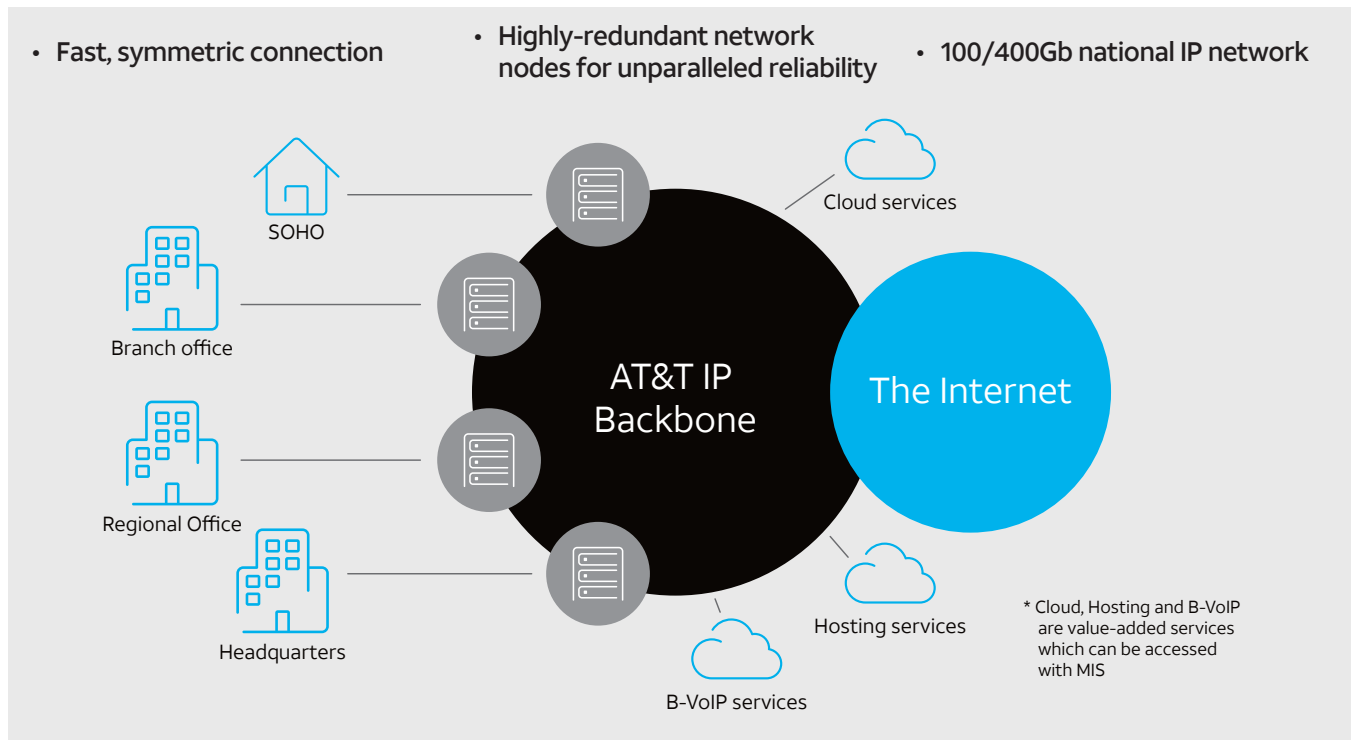 • Fast, symmetric connection
• Highly-redundant network
nodes for unparalleled reliability
• 100/400Gb national IP network
SOHO
Cloud services
Branch office
AT&T IP
Backbone
The Internet
Regional Office
Headquarters
Hosting services
B-VoIP services
* Cloud, Hosting and B-VoIP
are value-added services
which can be accessed
with MIS